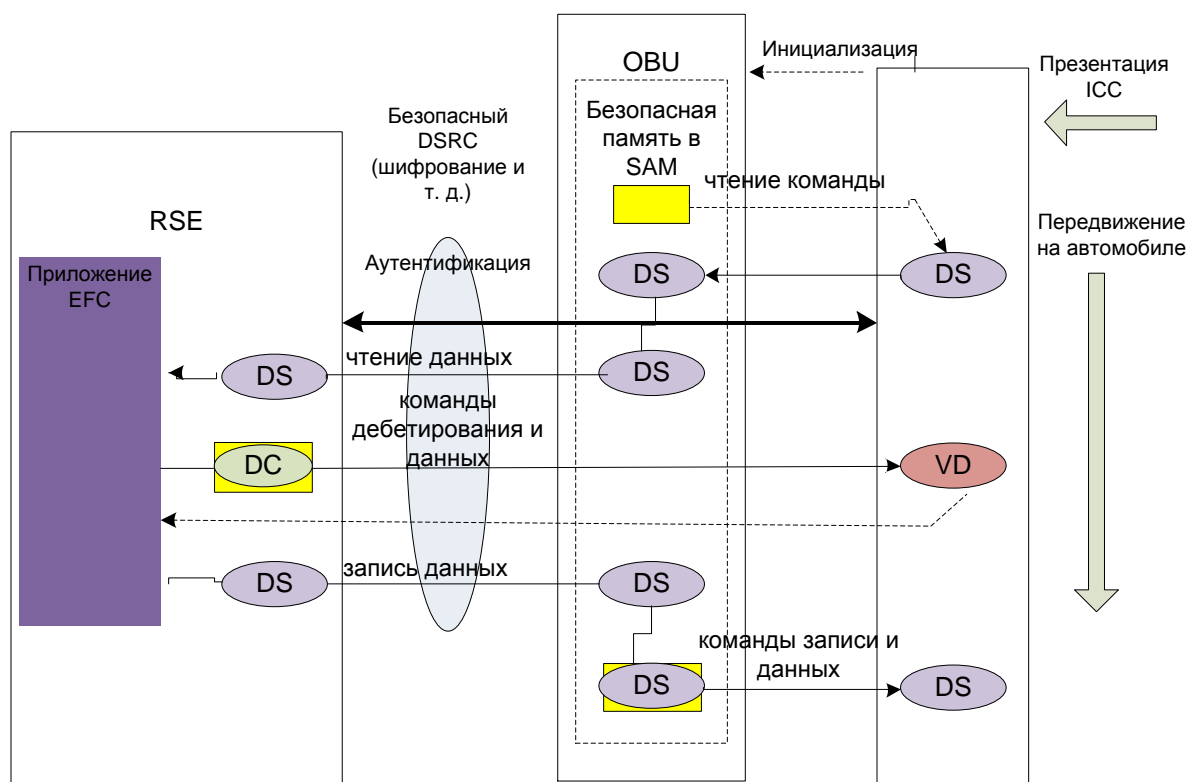 OBU
Инициализация
Презентация
ICC
Безопасный
DSRC
(шифрование и
т. д.)
Безопасная
память в
SAM
чтение команды
RSE
Передвижение
на автомобиле
Приложение
EFC
Аутентификация
DS
DS
чтение данных
DS
DS
команды
дебетирования и
данных
DC
VD
запись данных
DS
DS
команды записи и
данных
DS
DS